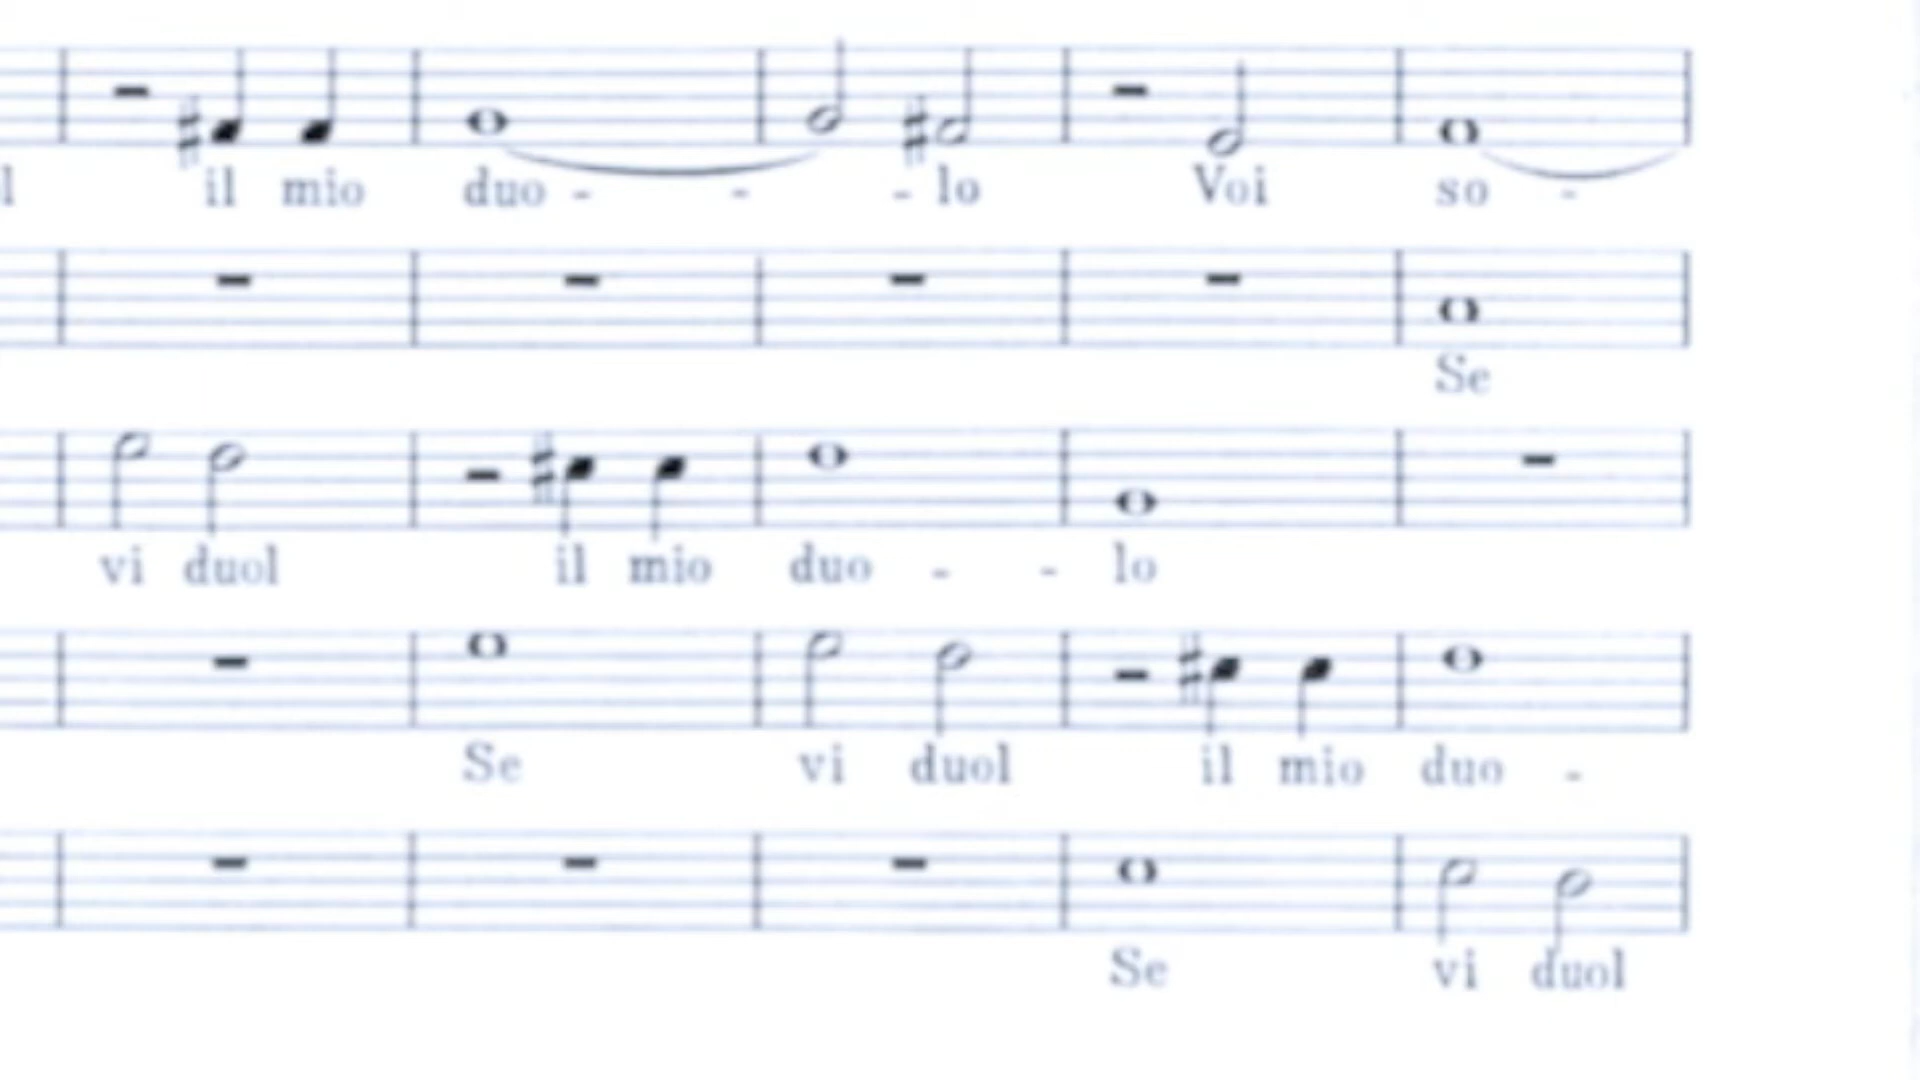 l il mio duo - - - lo Voi so -
Se
vi duol il mio duo - - lo
Se vi duol il mio duo -
Se vi duol